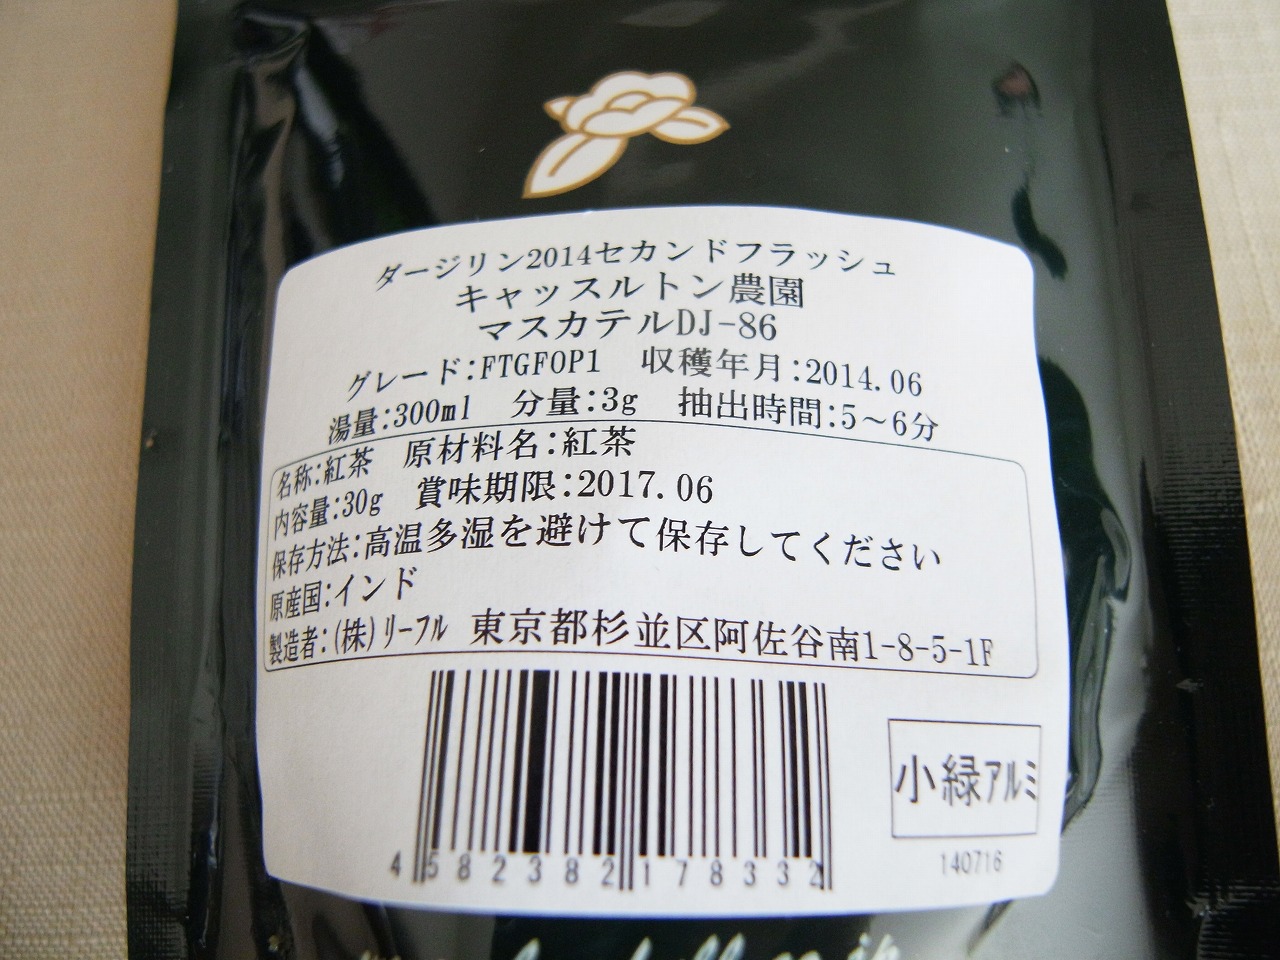 ダージリン2014セカンドフラッシュ
キャッスルトン農園
マスカテルDJ-86
グレード:FTGFOP1 収穫年月:2014.06
湯量:300ml 分量:3g 抽出時間:5～6分
名称:紅茶 原材料名:紅茶
内容量:30g 賞味期限:2017.06
保存方法:高温多湿を避けて保存してください
原産国:インド
製造者:(株)リーフル 東京都杉並区阿佐谷南1-8-5-1F
4 582382 178332
小緑アルミ
140716